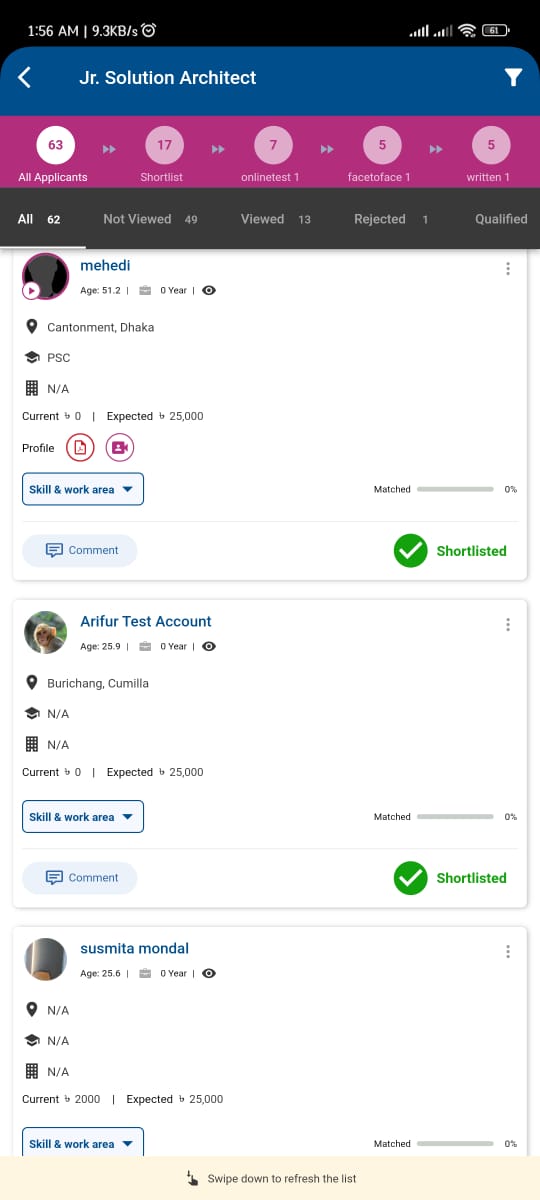 1:56 AM | 9.3KB/s
61
Jr. Solution Architect
63 17 7 5 5
All Applicants Shortlist onlinetest 1 facetoface 1 written 1
All 62 Not Viewed 49 Viewed 13 Rejected 1 Qualified
mehedi
Age: 51.2 | 0 Year |
Cantonment, Dhaka
PSC
N/A
Current ৳ 0 | Expected ৳ 25,000
Profile
Skill & work area
Matched 0%
Comment
Shortlisted
Arifur Test Account
Age: 25.9 | 0 Year |
Burichang, Cumilla
N/A
N/A
Current ৳ 0 | Expected ৳ 25,000
Skill & work area
Matched 0%
Comment
Shortlisted
susmita mondal
Age: 25.6 | 0 Year |
N/A
N/A
N/A
Current ৳ 2000 | Expected ৳ 25,000
Skill & work area
Matched 0%
Swipe down to refresh the list